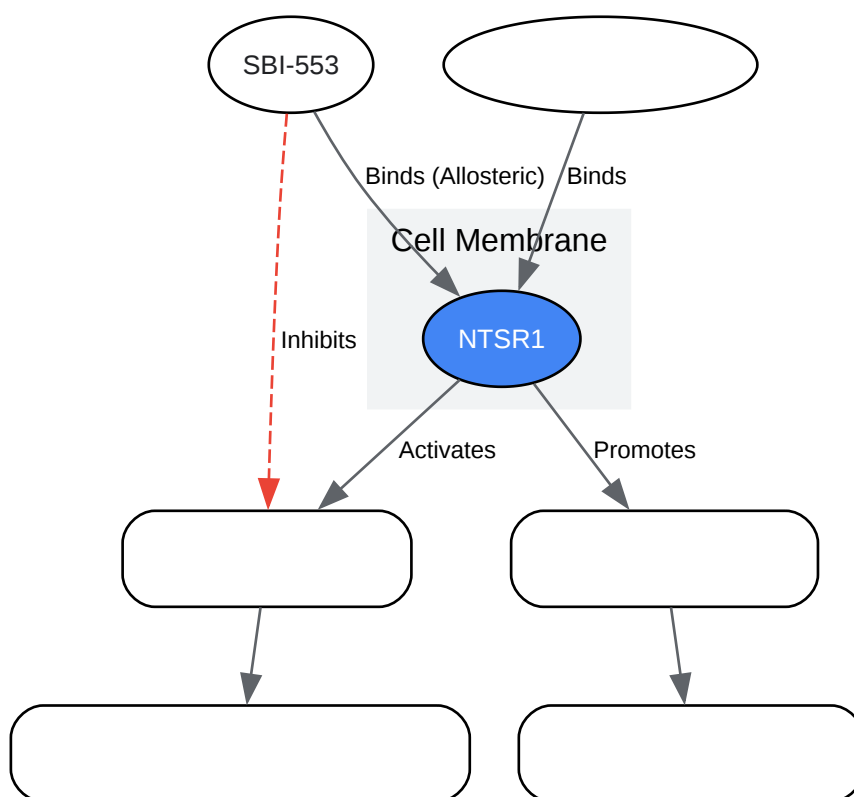 SBI-553
Binds (Allosteric)
Binds
Cell Membrane
NTSR1
Inhibits
Activates
Promotes